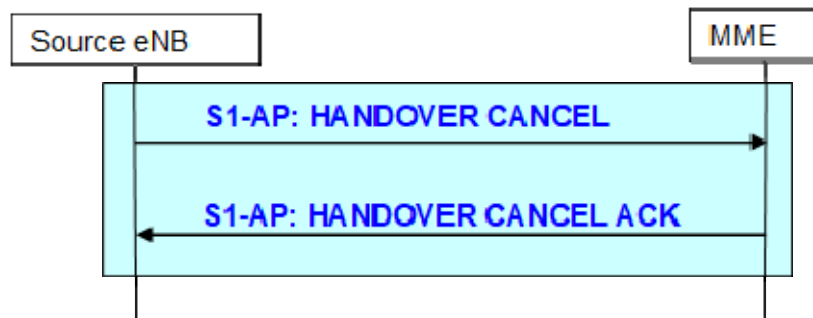 Source eNB
MME
S1-AP: HANDOVER CANCEL
S1-AP: HANDOVER CANCEL ACK